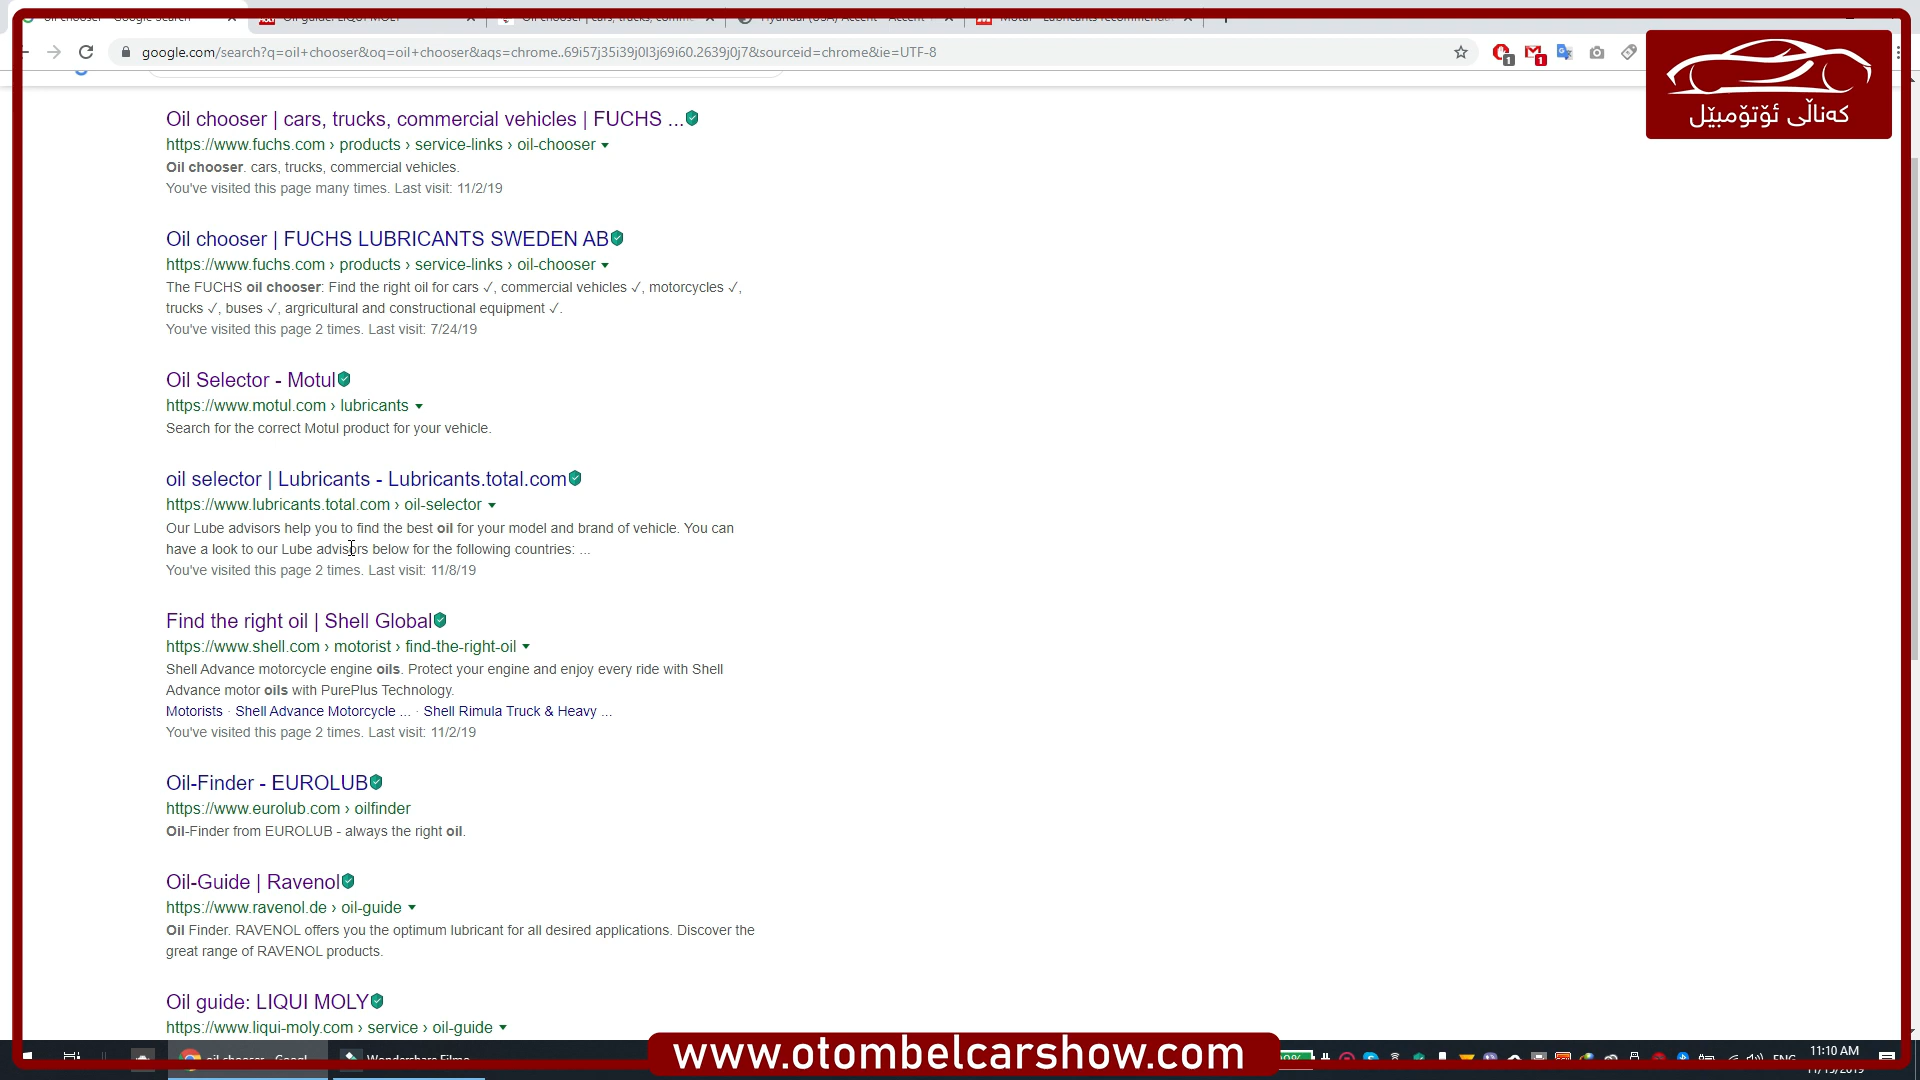 google.com/search?q=oil+chooser&oq=oil+chooser&aqs=chrome..69i57j35i39j0l3j69i60.2639j0j7&sourceid=chrome&ie=UTF-8
کەناڵی ئۆتۆمبێل
Oil chooser | cars, trucks, commercial vehicles | FUCHS ...
https://www.fuchs.com › products › service-links › oil-chooser
Oil chooser. cars, trucks, commercial vehicles.
You've visited this page many times. Last visit: 11/2/19
Oil chooser | FUCHS LUBRICANTS SWEDEN AB
https://www.fuchs.com › products › service-links › oil-chooser
The FUCHS oil chooser: Find the right oil for cars ✓, commercial vehicles ✓, motorcycles ✓,
trucks ✓, buses ✓, argricultural and constructional equipment ✓.
You've visited this page 2 times. Last visit: 7/24/19
Oil Selector - Motul
https://www.motul.com › lubricants
Search for the correct Motul product for your vehicle.
oil selector | Lubricants - Lubricants.total.com
https://www.lubricants.total.com › oil-selector
Our Lube advisors help you to find the best oil for your model and brand of vehicle. You can
have a look to our Lube advisors below for the following countries: ...
You've visited this page 2 times. Last visit: 11/8/19
Find the right oil | Shell Global
https://www.shell.com › motorist › find-the-right-oil
Shell Advance motorcycle engine oils. Protect your engine and enjoy every ride with Shell
Advance motor oils with PurePlus Technology.
Motorists · Shell Advance Motorcycle ... · Shell Rimula Truck & Heavy ...
You've visited this page 2 times. Last visit: 11/2/19
Oil-Finder - EUROLUB
https://www.eurolub.com › oilfinder
Oil-Finder from EUROLUB - always the right oil.
Oil-Guide | Ravenol
https://www.ravenol.de › oil-guide
Oil Finder. RAVENOL offers you the optimum lubricant for all desired applications. Discover the
great range of RAVENOL products.
Oil guide: LIQUI MOLY
https://www.liqui-moly.com › service › oil-guide
www.otombelcarshow.com
11:10 AM